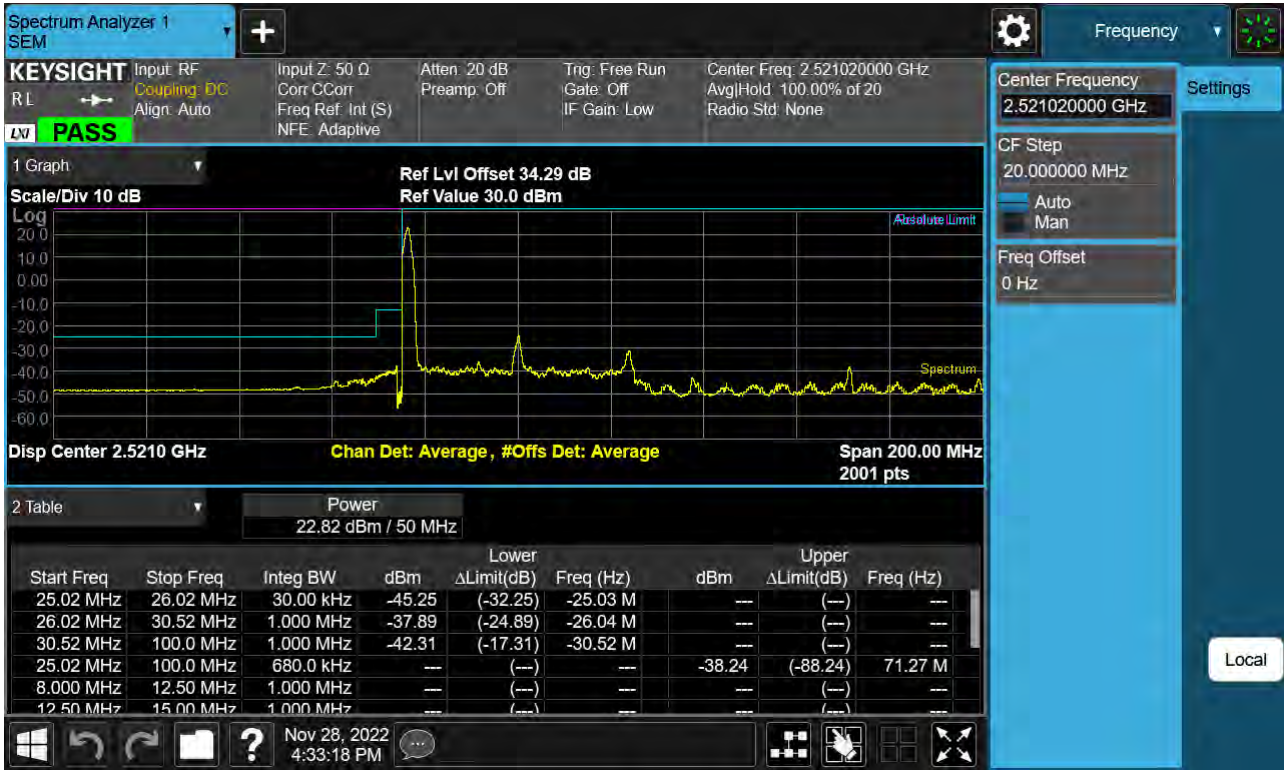 Spectrum Analyzer 1
SEM
Frequency
KEYSIGHT
RL
LXI
PASS
Input: RF
Coupling: DC
Align: Auto
Input Z: 50 Ω
Corr CCorr
Freq Ref: Int (S)
NFE: Adaptive
Atten: 20 dB
Preamp: Off
Trig: Free Run
Gate: Off
IF Gain: Low
Center Freq: 2.521020000 GHz
Avg|Hold: 100.00% of 20
Radio Std: None
Center Frequency
2.521020000 GHz
Settings
CF Step
20.000000 MHz
Auto
Man
Freq Offset
0 Hz
Local
1 Graph
Scale/Div 10 dB
Ref Lvl Offset 34.29 dB
Ref Value 30.0 dBm
Log
20.0
10.0
0.00
-10.0
-20.0
-30.0
-40.0
-50.0
-60.0
Absolute Limit
Spectrum
Disp Center 2.5210 GHz
Chan Det: Average , #Offs Det: Average
Span 200.00 MHz
2001 pts
2 Table
Power
22.82 dBm / 50 MHz
Lower Upper
Start Freq Stop Freq Integ BW dBm ΔLimit(dB) Freq (Hz) dBm ΔLimit(dB) Freq (Hz)
25.02 MHz 26.02 MHz 30.00 kHz -45.25 (-32.25) -25.03 M --- (---) ---
26.02 MHz 30.52 MHz 1.000 MHz -37.89 (-24.89) -26.04 M --- (---) ---
30.52 MHz 100.0 MHz 1.000 MHz -42.31 (-17.31) -30.52 M --- (---) ---
25.02 MHz 100.0 MHz 680.0 kHz --- (---) --- -38.24 (-88.24) 71.27 M
8.000 MHz 12.50 MHz 1.000 MHz --- (---) --- --- (---) ---
12.50 MHz 15.00 MHz 1.000 MHz --- (---) --- --- (---) ---
Nov 28, 2022
4:33:18 PM